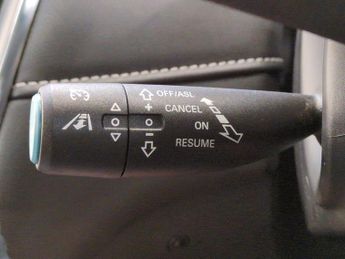 OFF/ASL
+ CANCEL
ON
− RESUME